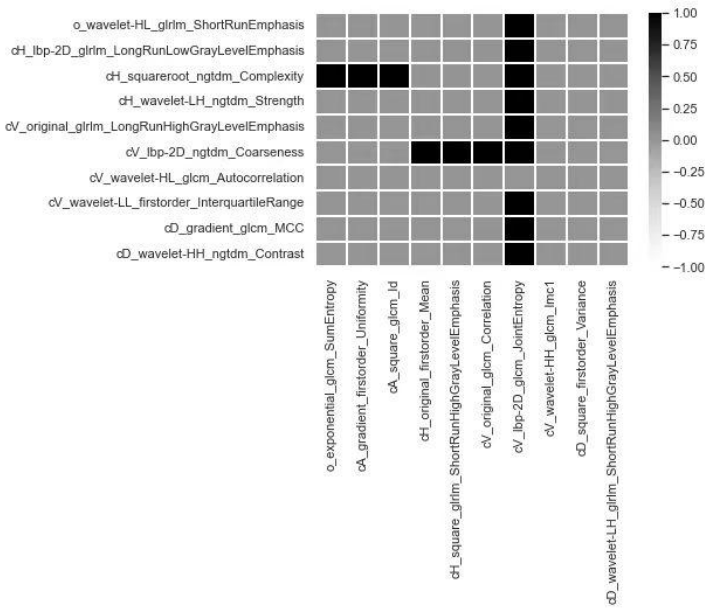 o_wavelet-HL_glrlm_ShortRunEmphasis
cH_lbp-2D_glrlm_LongRunLowGrayLevelEmphasis
cH_squareroot_ngtdm_Complexity
cH_wavelet-LH_ngtdm_Strength
cV_original_glrlm_LongRunHighGrayLevelEmphasis
cV_lbp-2D_ngtdm_Coarseness
cV_wavelet-HL_glcm_Autocorrelation
cV_wavelet-LL_firstorder_InterquartileRange
cD_gradient_glcm_MCC
cD_wavelet-HH_ngtdm_Contrast
1.00
0.75
0.50
0.25
0.00
−0.25
−0.50
−0.75
−1.00
o_exponential_glcm_SumEntropy
cA_gradient_firstorder_Uniformity
cA_square_glcm_Id
cH_original_firstorder_Mean
cH_square_glrlm_ShortRunHighGrayLevelEmphasis
cV_original_glcm_Correlation
cV_lbp-2D_glcm_JointEntropy
cV_wavelet-HH_glcm_Imc1
cD_square_firstorder_Variance
cD_wavelet-LH_glrlm_ShortRunHighGrayLevelEmphasis